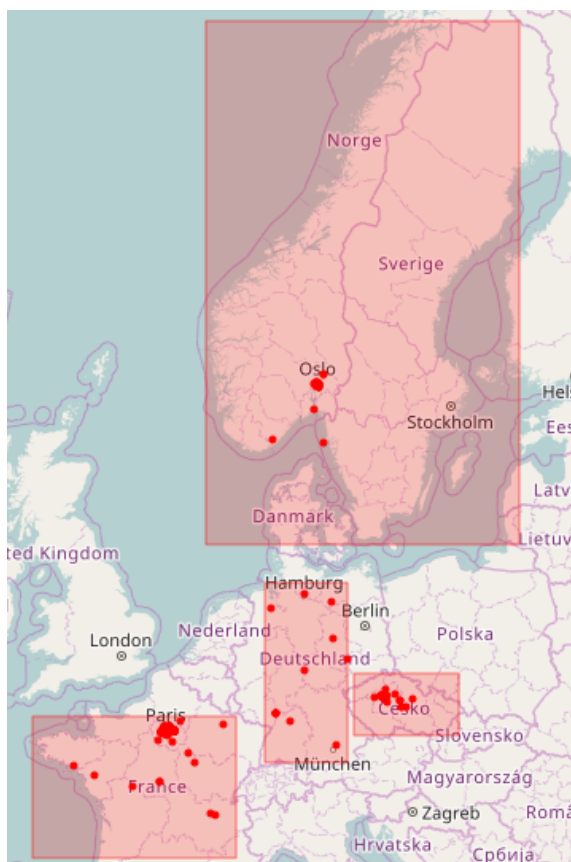 Norge
Sverige
Oslo
Hels
Stockholm
Ees
Latv
Danmark
Lietuv
ted Kingdom
Hamburg
Berlin
Nederland
Polska
London
Deutschland
Paris
Česko
Slovensko
München
Magyarország
France
Zagreb
Româ
Hrvatska
Србија